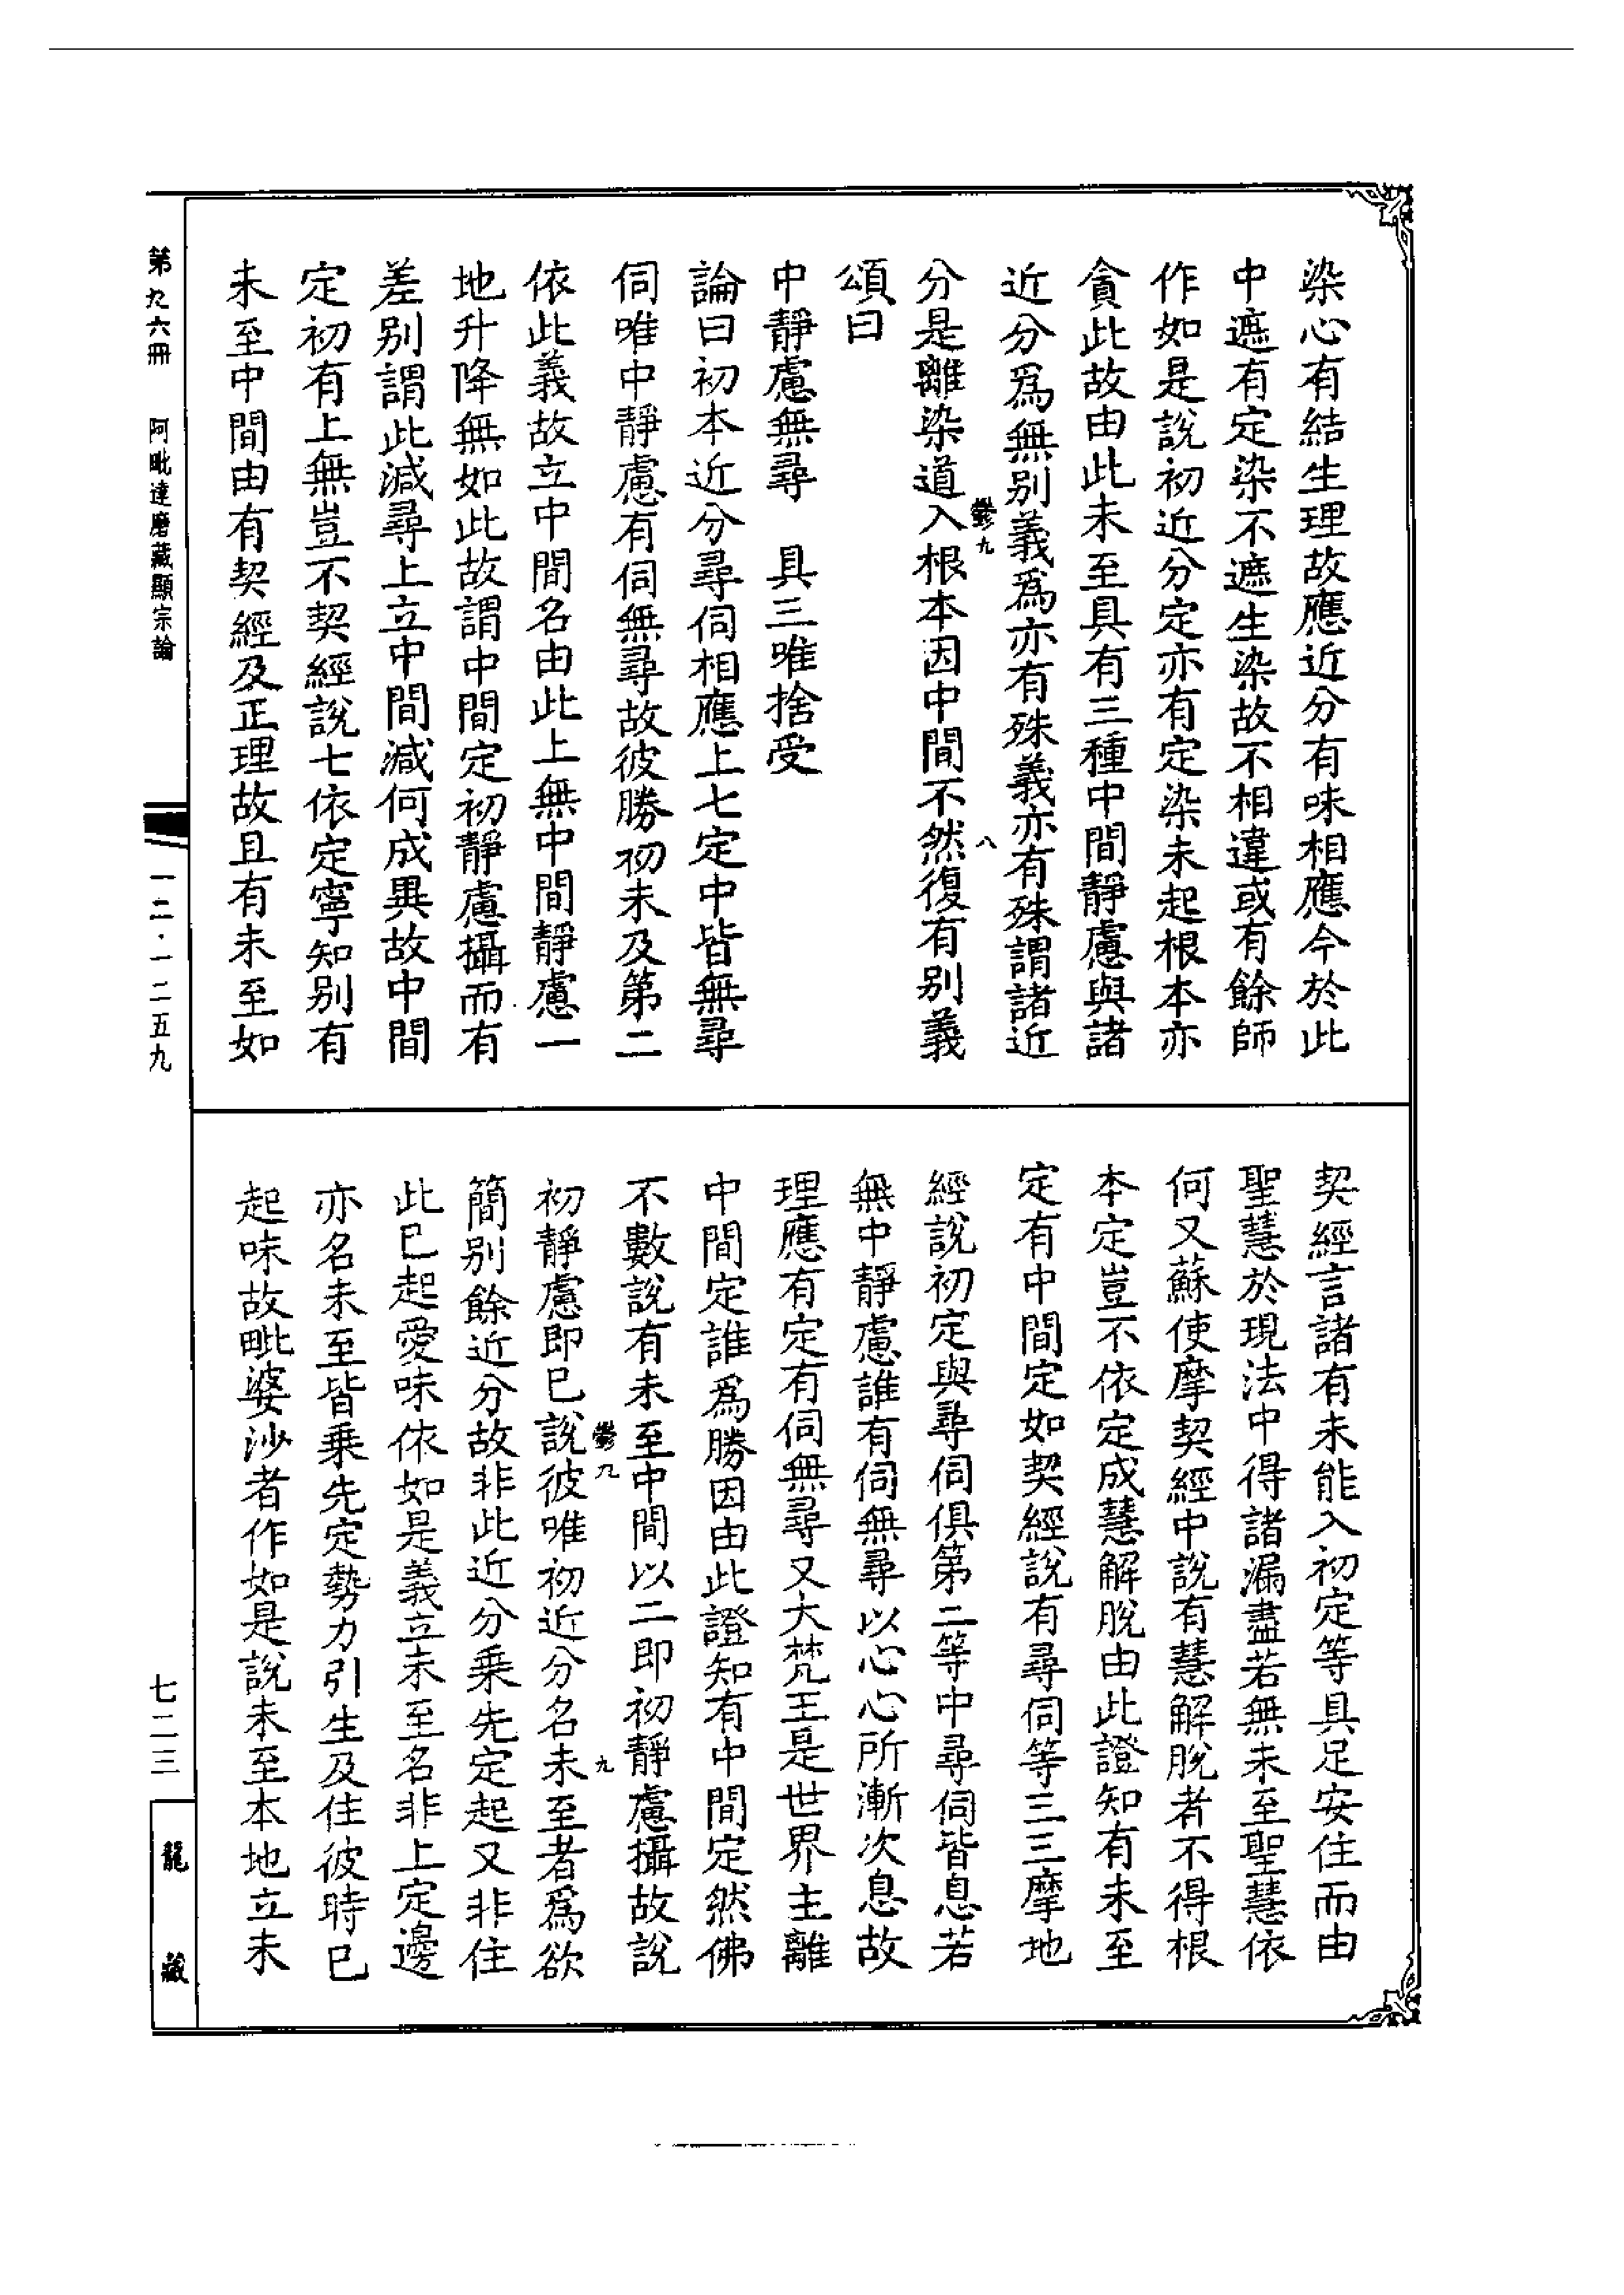 染心有結生理故應近分有味相應今於此
中遮有定染不遮生染故不相違或有餘師
作如是說初近分定亦有定染未起根本亦
貪此故由此未至具有三種中間靜慮與諸
近分爲無别義爲亦有殊義亦有殊謂諸近
鬱九 八
分是離染道入根本因中間不然復有别義
頌曰
中靜慮無尋 具三唯捨受
論曰初本近分尋伺相應上七定中皆無尋
伺唯中靜慮有伺無尋故彼勝初未及第二
依此義故立中間名由此上無中間靜慮一
地升降無如此故謂中間定初靜慮攝而有
差别謂此減尋上立中間減何成異故中間
定初有上無豈不契經說七依定寧知别有
未至中間由有契經及正理故且有未至如
契經言諸有未能入初定等具足安住而由
聖慧於現法中得諸漏盡若無未至聖慧依
何又蘇使摩契經中說有慧解脫者不得根
本定豈不依定成慧解脫由此證知有未至
定有中間定如契經說有尋伺等三三摩地
經說初定與尋伺俱第二等中尋伺皆息若
無中靜慮誰有伺無尋以心心所漸次息故
理應有定有伺無尋又大梵王是世界主離
中間定誰爲勝因由此證知有中間定然佛
不數說有未至中間以二即初靜慮攝故說
鬱九 九
初靜慮即已說彼唯初近分名未至者爲欲
簡别餘近分故非此近分乘先定起又非住
此已起愛味依如是義立未至名非上定邊
亦名未至皆乘先定勢力引生及住彼時已
起味故毗婆沙者作如是說未至本地立未
第九六冊 阿毗達磨藏顯宗論
一二·一二五九
七二三
龍藏